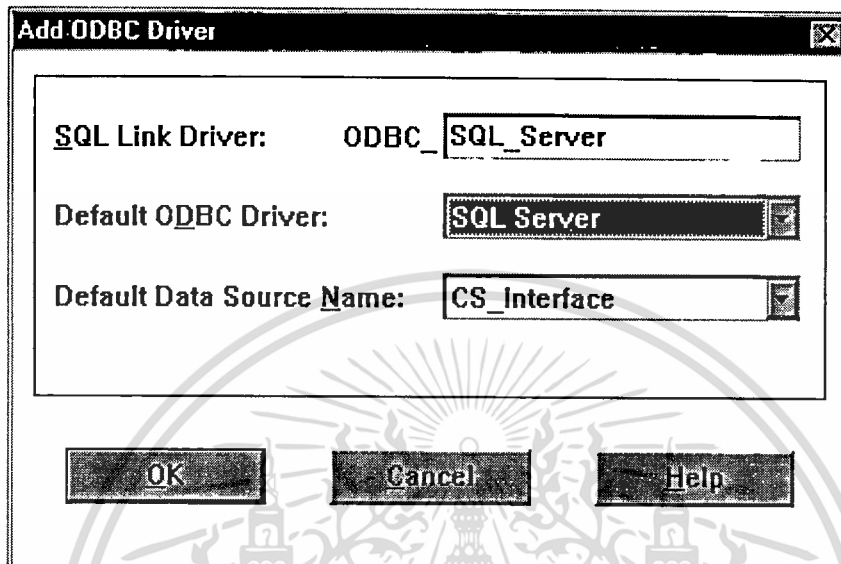 Add ODBC Driver
SQL Link Driver: ODBC_ SQL_Server
Default ODBC Driver: SQL Server
Default Data Source Name: CS_Interface
OK Cancel Help